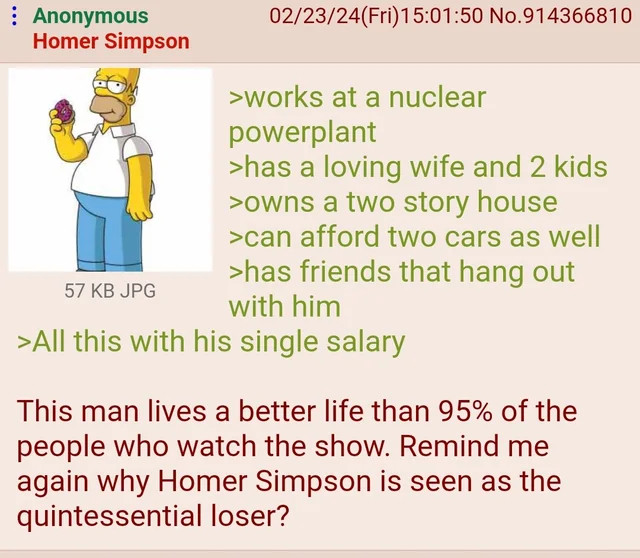 Anonymous 02/23/24(Fri)15:01:50 No.914366810
Homer Simpson
>works at a nuclear
powerplant
>has a loving wife and 2 kids
>owns a two story house
>can afford two cars as well
>has friends that hang out
with him
57 KB JPG
>All this with his single salary
This man lives a better life than 95% of the
people who watch the show. Remind me
again why Homer Simpson is seen as the
quintessential loser?